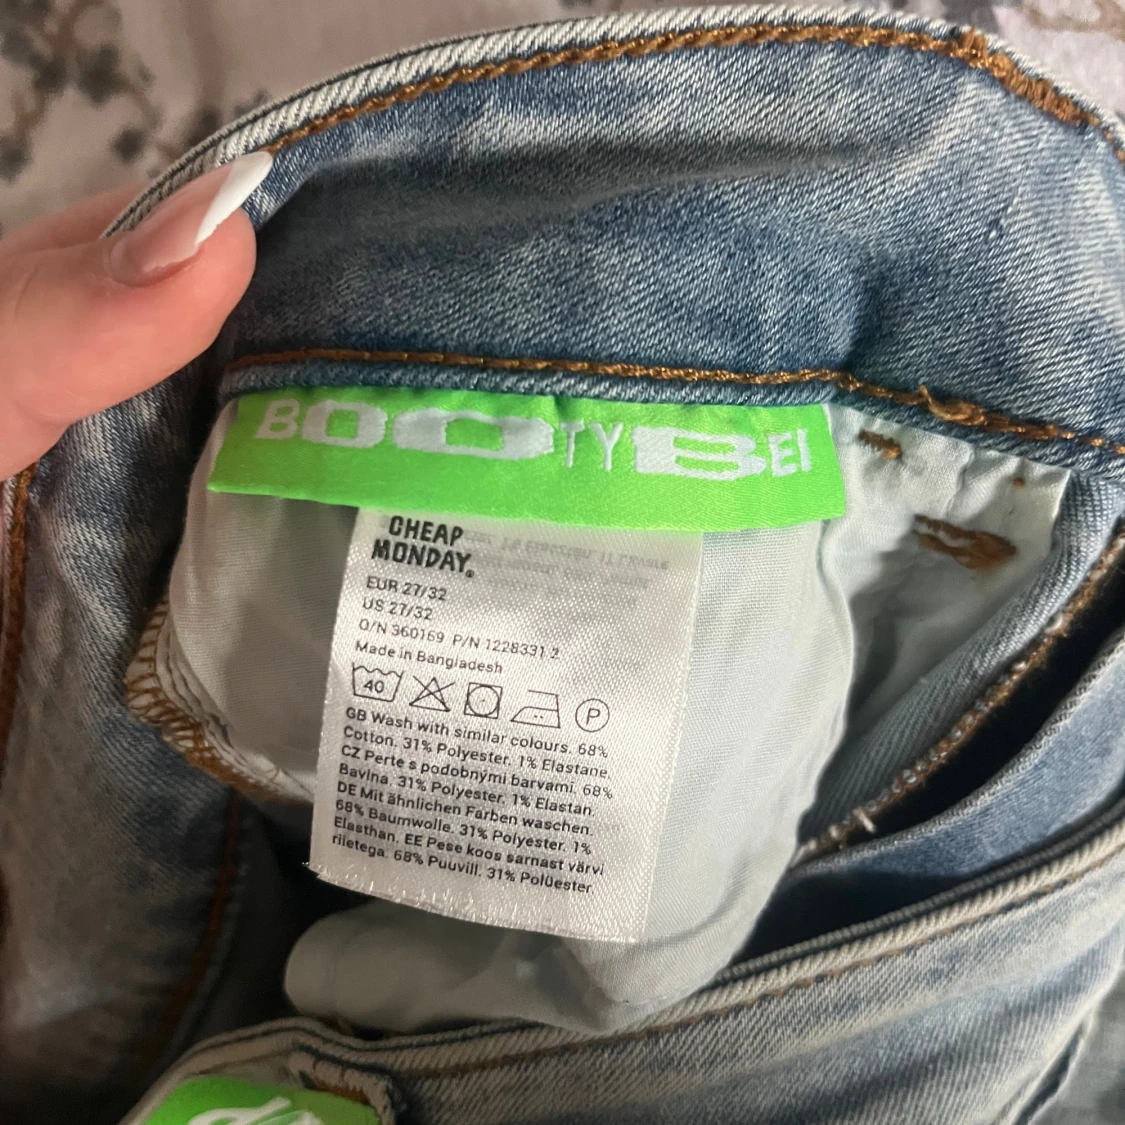 BOOTYBEI
CHEAP
MONDAY®
EUR 27/32
US 27/32
O/N 360169 P/N 1228331 2
Made in Bangladesh
40 P
GB Wash with similar colours. 68%
Cotton, 31% Polyester, 1% Elastane,
CZ Perte s podobnými barvami, 68%
Bavlna, 31% Polyester, 1% Elastan.
DE Mit ähnlichen Farben waschen.
68% Baumwolle, 31% Polyester, 1%
Elasthan, EE Pese koos sarnast värvi
riietega. 68% Puuvill, 31% Polüester,